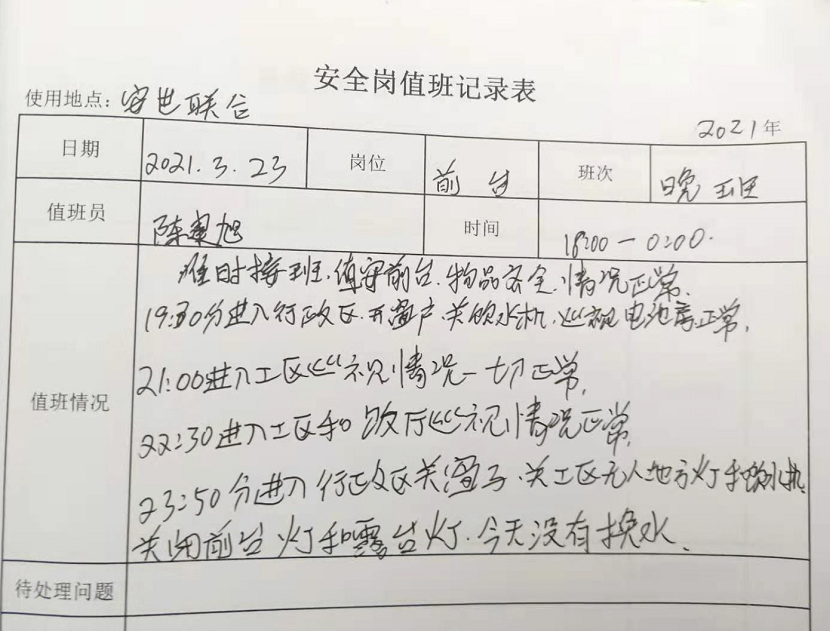 安全岗值班记录表
使用地点：安世联合
2021年
日期 2021.3.23 岗位 前台 班次 晚班
值班员 陈建旭 时间 18:00-0:00.
值班情况
准时接班.值守前台.物品安全.情况正常.
19:30分进入行政区.开窗户.关饮水机.巡视电池房正常,
21:00进入工区巡视情况一切正常,
22:30进入工区和 政厅巡视情况正常,
23:50分进入行政区关窗子.关工区无人地方灯和饮水机
关闭前台灯和露台灯.今天没有换水.
待处理问题